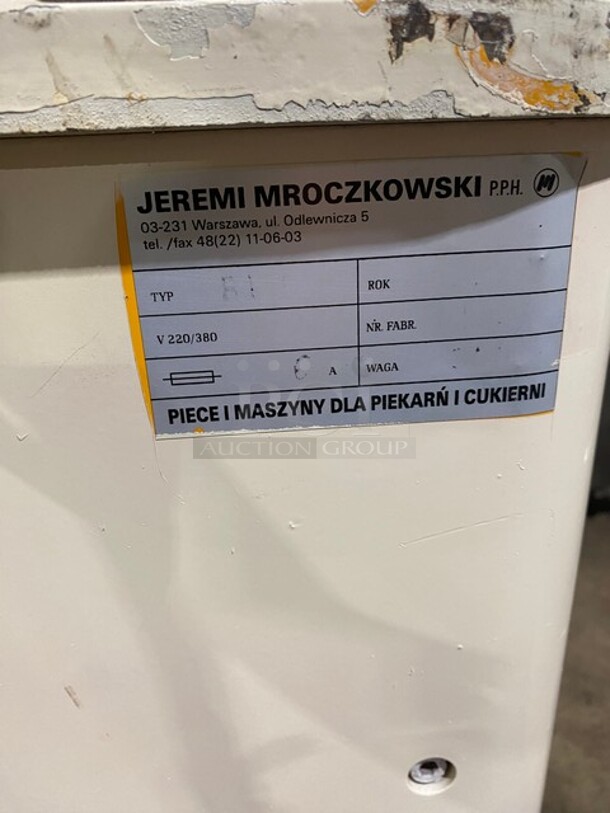 JEREMI MROCZKOWSKI P.P.H. M
03-231 Warszawa, ul. Odlewnicza 5
tel. /fax 48(22) 11-06-03
TYP
ROK
V 220/380
NR. FABR.
A
WAGA
PIECE I MASZYNY DLA PIEKARŃ I CUKIERNI
AUCTION GROUP